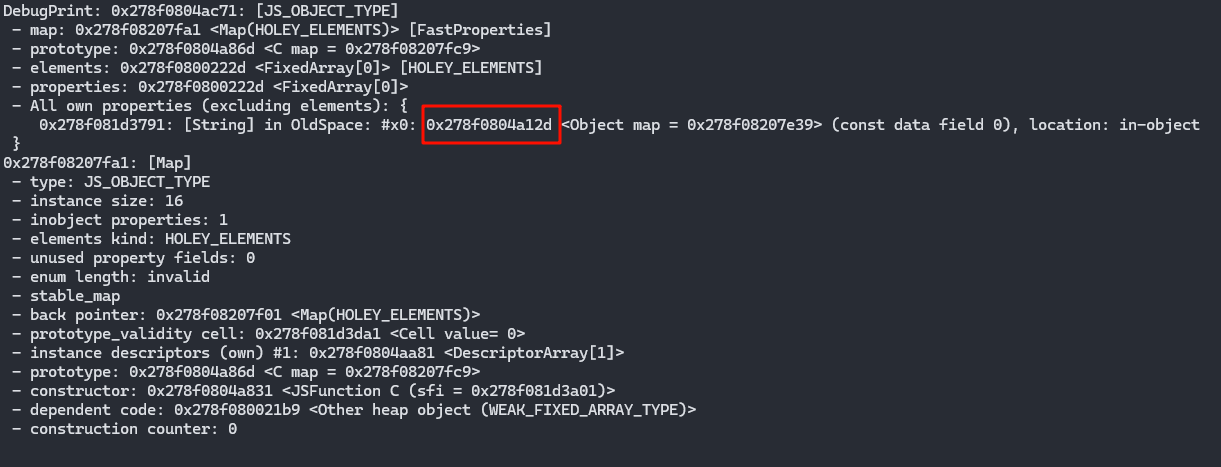 DebugPrint: 0x278f0804ac71: [JS_OBJECT_TYPE]
 - map: 0x278f08207fa1 <Map(HOLEY_ELEMENTS)> [FastProperties]
 - prototype: 0x278f0804a86d <C map = 0x278f08207fc9>
 - elements: 0x278f0800222d <FixedArray[0]> [HOLEY_ELEMENTS]
 - properties: 0x278f0800222d <FixedArray[0]>
 - All own properties (excluding elements): {
    0x278f081d3791: [String] in OldSpace: #x0: 0x278f0804a12d <Object map = 0x278f08207e39> (const data field 0), location: in-object
 }
0x278f08207fa1: [Map]
 - type: JS_OBJECT_TYPE
 - instance size: 16
 - inobject properties: 1
 - elements kind: HOLEY_ELEMENTS
 - unused property fields: 0
 - enum length: invalid
 - stable_map
 - back pointer: 0x278f08207f01 <Map(HOLEY_ELEMENTS)>
 - prototype_validity cell: 0x278f081d3da1 <Cell value= 0>
 - instance descriptors (own) #1: 0x278f0804aa81 <DescriptorArray[1]>
 - prototype: 0x278f0804a86d <C map = 0x278f08207fc9>
 - constructor: 0x278f0804a831 <JSFunction C (sfi = 0x278f081d3a01)>
 - dependent code: 0x278f080021b9 <Other heap object (WEAK_FIXED_ARRAY_TYPE)>
 - construction counter: 0